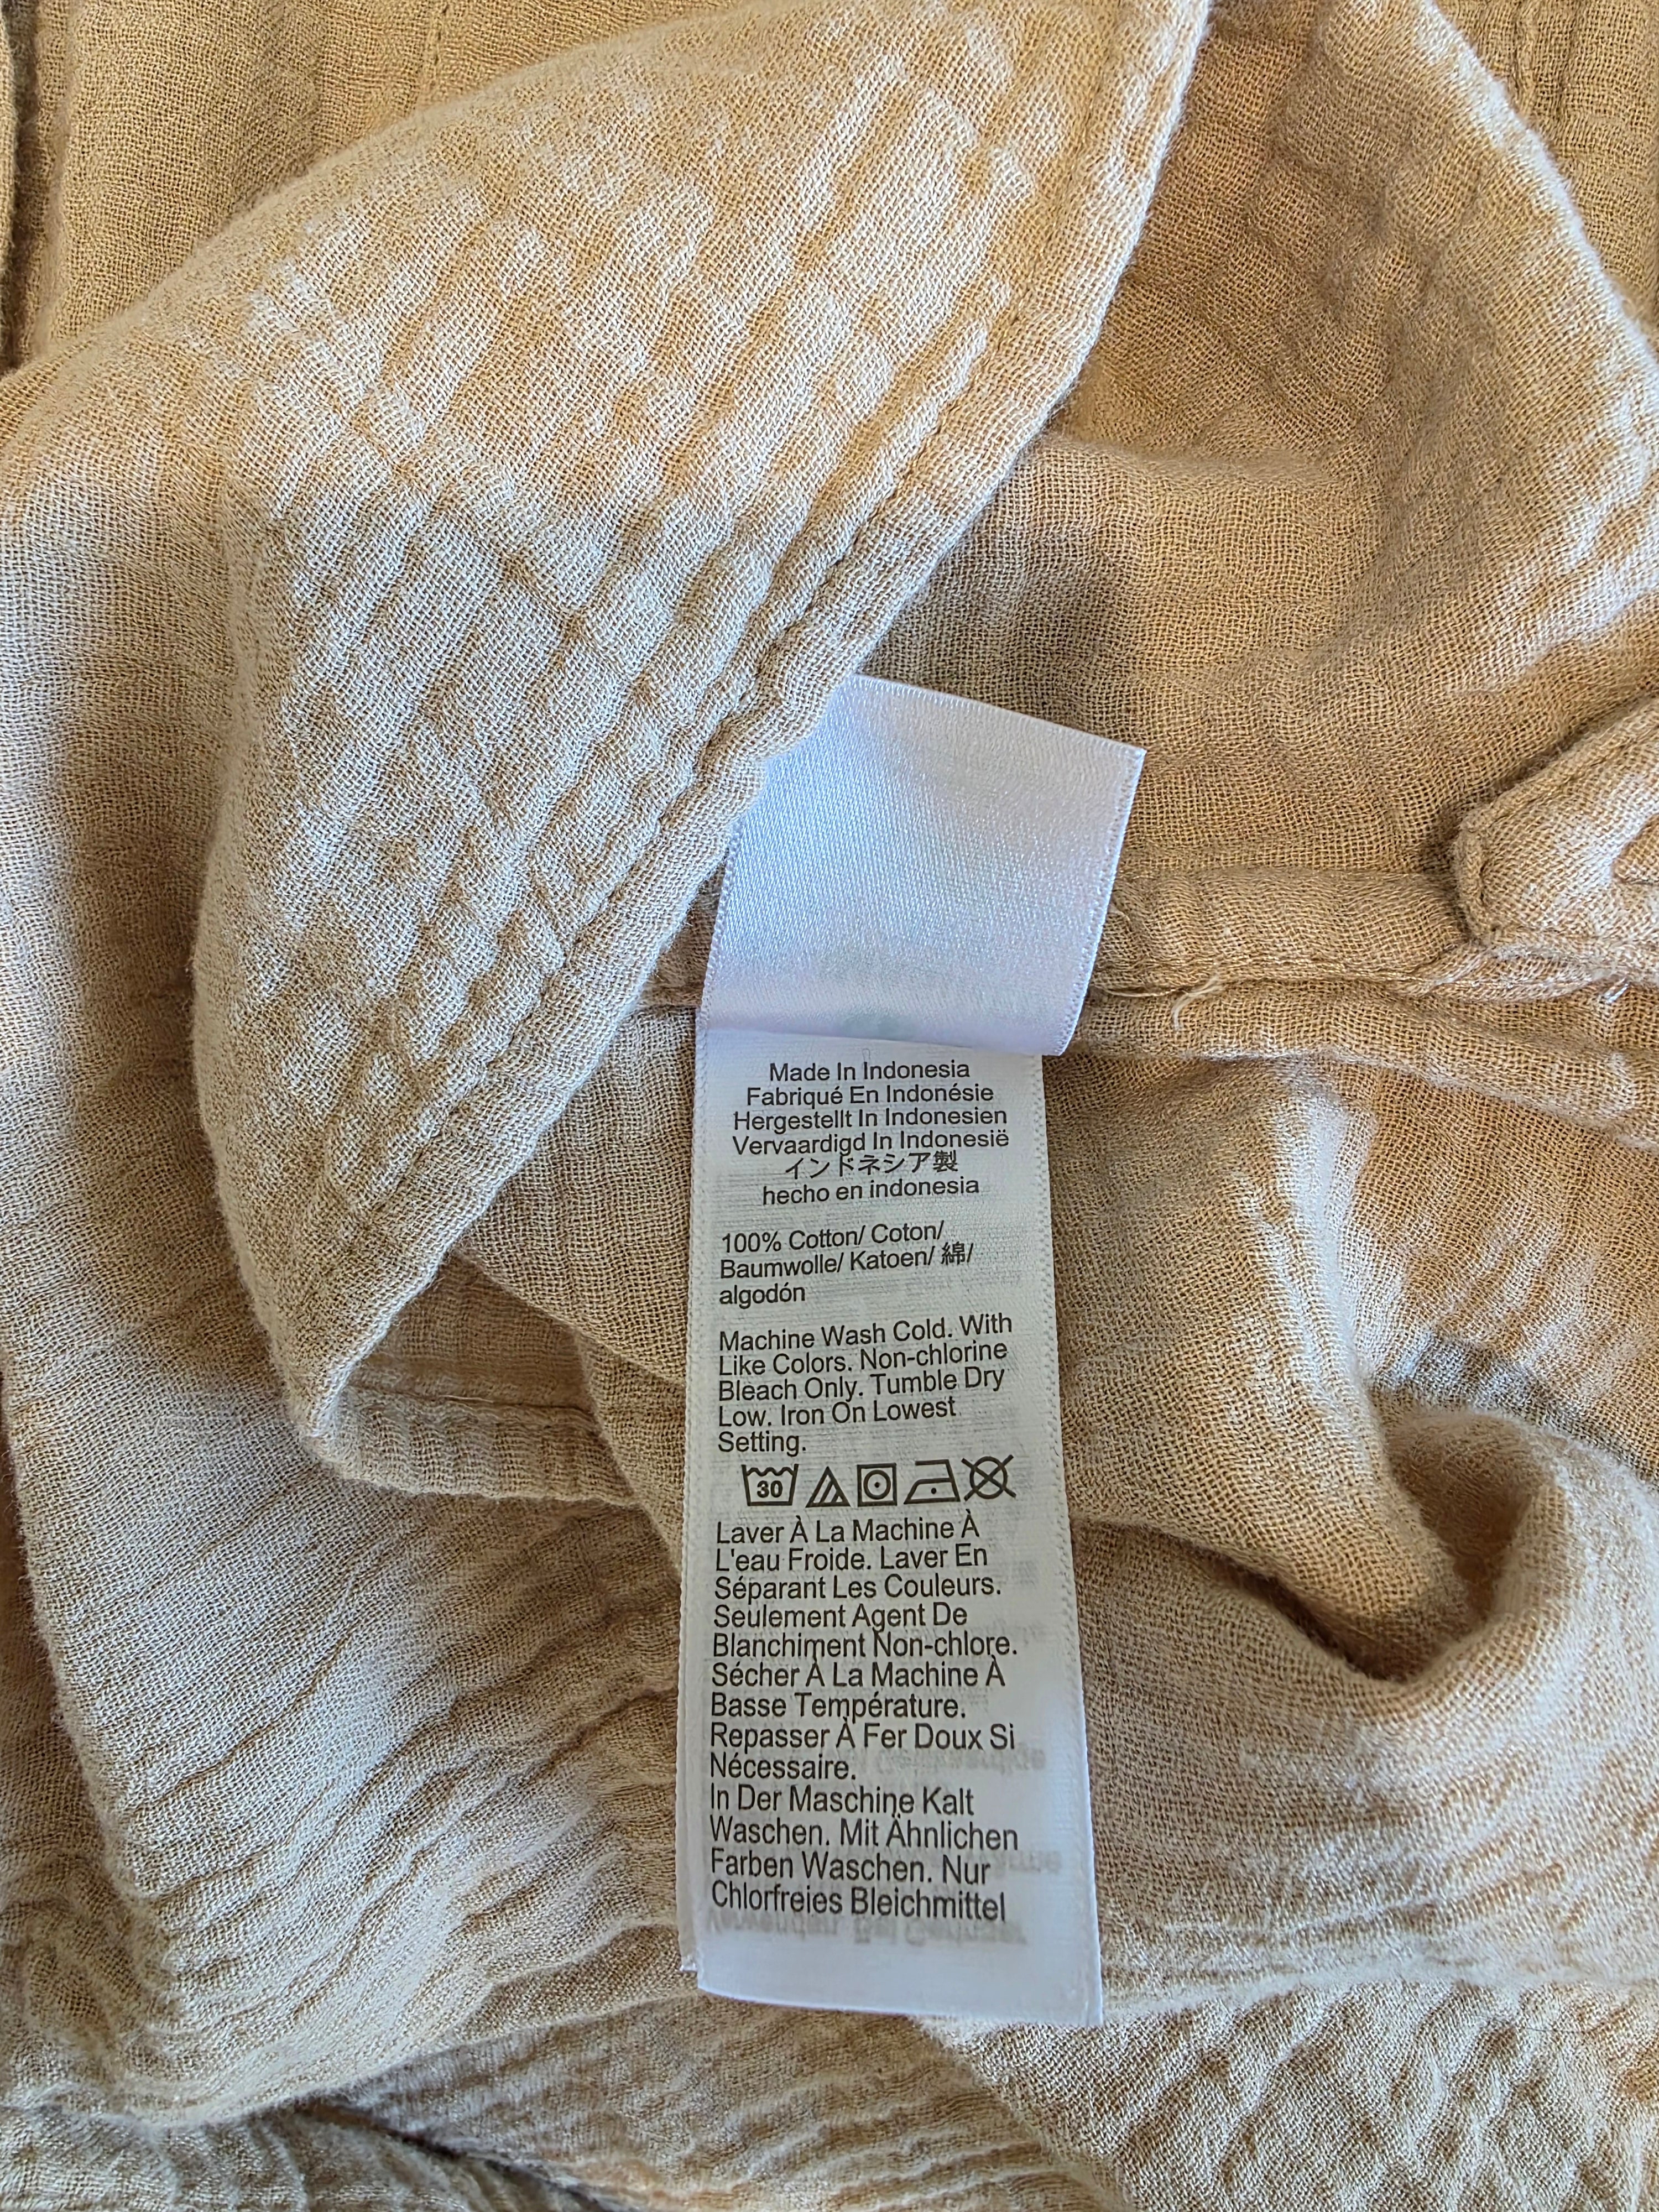 Made In Indonesia
Fabriqué En Indonésie
Hergestellt In Indonesien
Vervaardigd In Indonesië
インドネシア製
hecho en indonesia
100% Cotton/ Coton/
Baumwolle/ Katoen/ 綿/
algodón
Machine Wash Cold. With
Like Colors. Non-chlorine
Bleach Only. Tumble Dry
Low. Iron On Lowest
Setting.
30
Laver À La Machine À
L'eau Froide. Laver En
Séparant Les Couleurs.
Seulement Agent De
Blanchiment Non-chlore.
Sécher À La Machine À
Basse Température.
Repasser À Fer Doux Si
Nécessaire.
In Der Maschine Kalt
Waschen. Mit Ähnlichen
Farben Waschen. Nur
Chlorfreies Bleichmittel